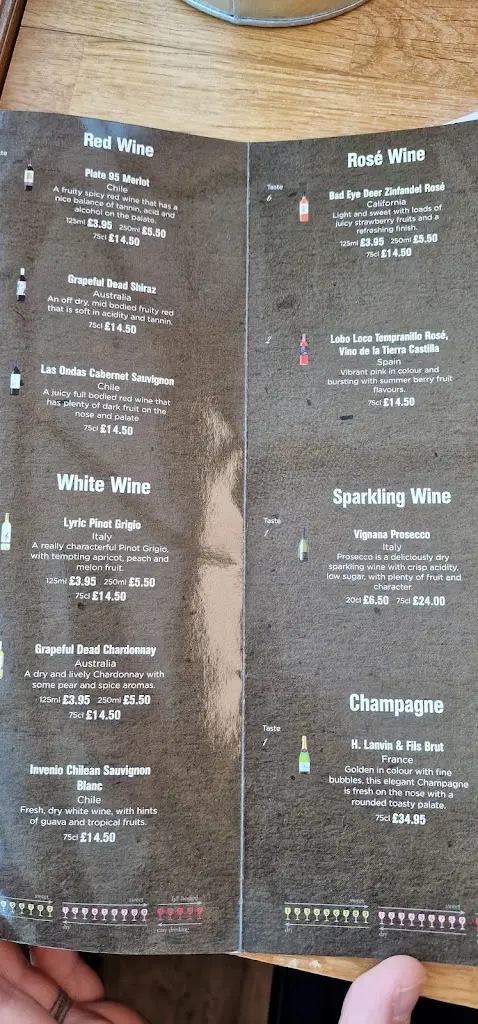 Red Wine
Plate 95 Merlot
Chile
A fruity spicy red wine that has a
nice balance of tannin, acid and
alcohol on the palate.
125ml £3.95 250ml £5.50
75cl £14.50
Grapeful Dead Shiraz
Australia
An off dry, mid bodied fruity red
that is soft in acidity and tannin.
75cl £14.50
Las Ondas Cabernet Sauvignon
Chile
A juicy full bodied red wine that
has plenty of dark fruit on the
nose and palate
75cl £14.50
White Wine
Lyric Pinot Grigio
Italy
A really characterful Pinot Grigio,
with tempting apricot, peach and
melon fruit.
125ml £3.95 250ml £5.50
75cl £14.50
Grapeful Dead Chardonnay
Australia
A dry and lively Chardonnay with
some pear and spice aromas.
125ml £3.95 250ml £5.50
75cl £14.50
Invenio Chilean Sauvignon
Blanc
Chile
Fresh, dry white wine, with hints
of guava and tropical fruits.
75cl £14.50
sweet
sweet
full bodied
dry
easy drinking
Rosé Wine
Taste
6
Bad Eye Deer Zinfandel Rosé
California
Light and sweet with loads of
juicy strawberry fruits and a
refreshing finish.
125ml £3.95 250ml £5.50
75cl £14.50
2
Lobo Loco Tempranillo Rosé,
Vino de la Tierra Castilla
Spain
Vibrant pink in colour and
bursting with summer berry fruit
flavours.
75cl £14.50
Sparkling Wine
Taste
1
Vignana Prosecco
Italy
Prosecco is a deliciously dry
sparkling wine with crisp acidity,
low sugar, with plenty of fruit and
character.
20cl £6.50 75cl £24.00
Champagne
Taste
1
H. Lanvin & Fils Brut
France
Golden in colour with fine
bubbles, this elegant Champagne
is fresh on the nose with a
rounded toasty palate.
75cl £34.95
sweet
sweet
dry
dry